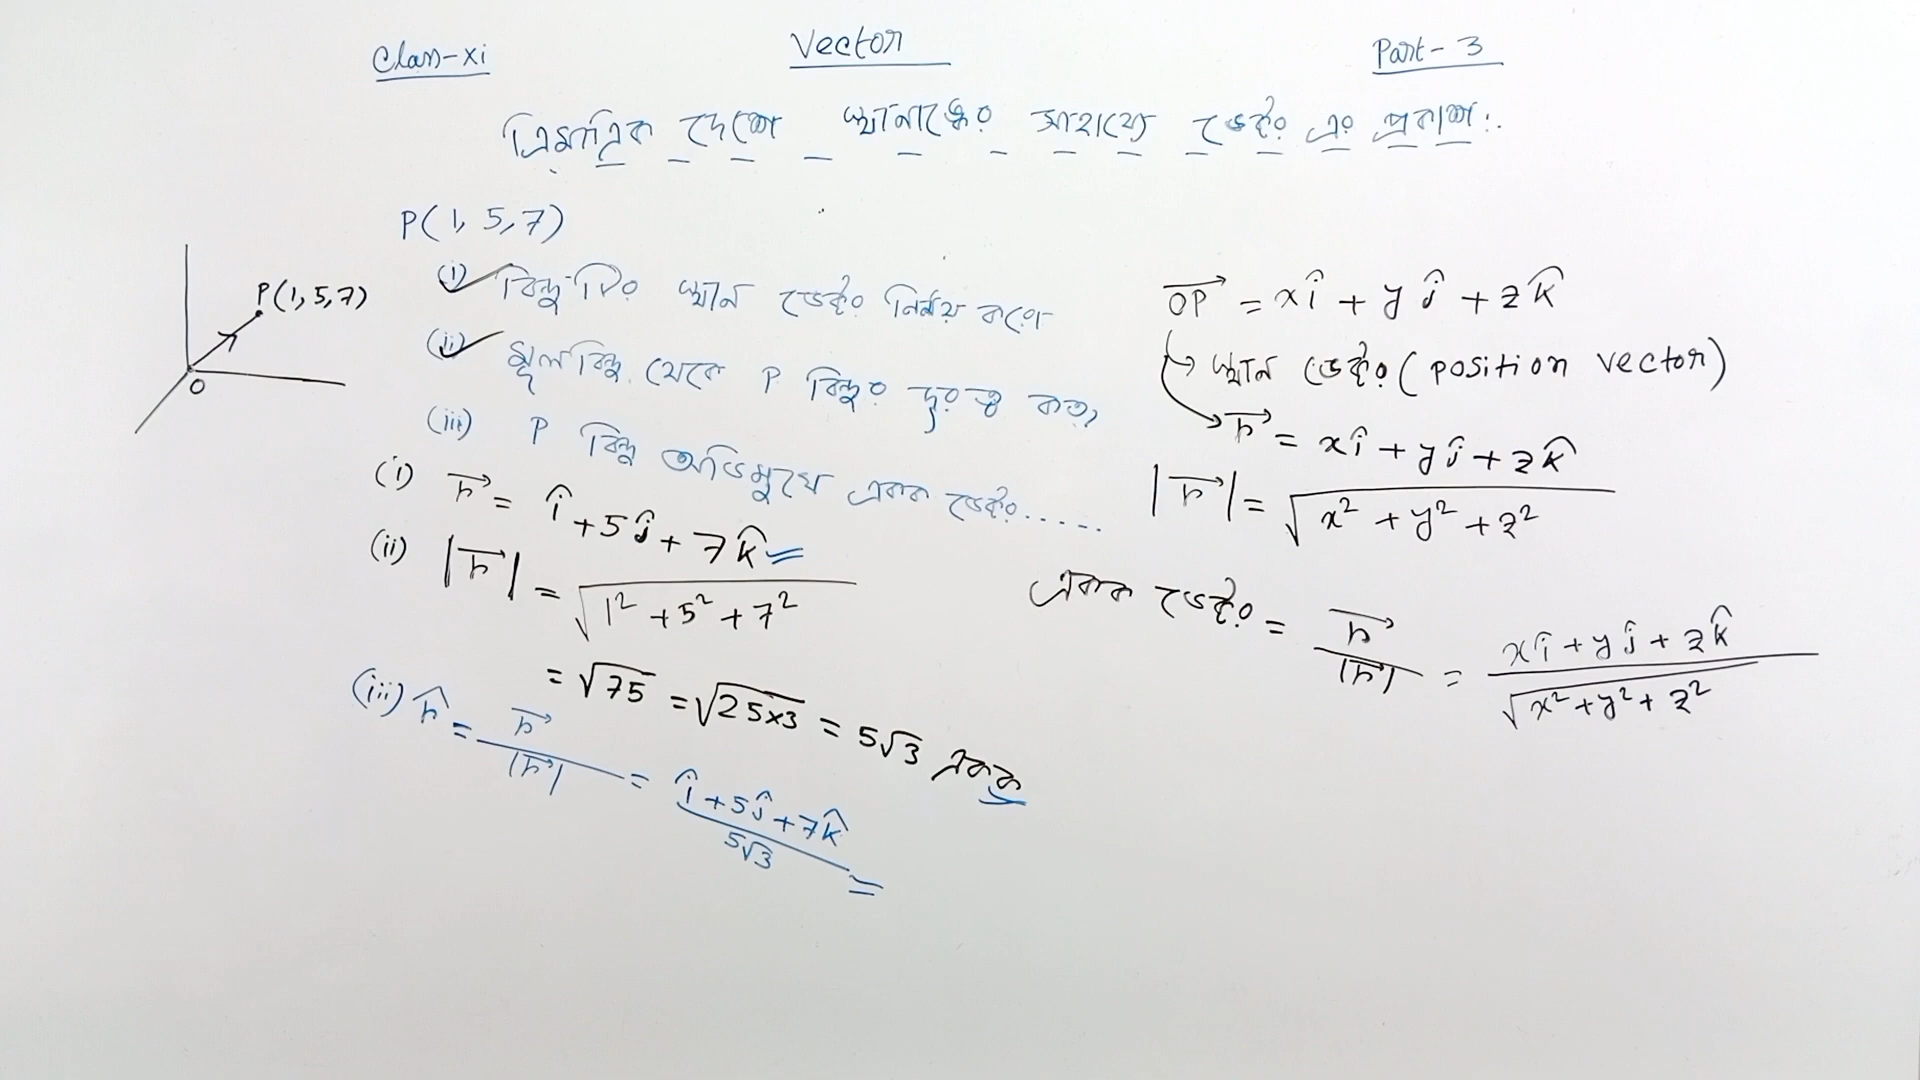 Class-xi Vector Part-3
ত্রিমাত্রিক দেশে স্থানাঙ্কের সাহায্যে ভেক্টর এর প্রকাশ:.
P(1, 5, 7)
P(1, 5, 7)
O
(i) বিন্দুটির স্থান ভেক্টর নির্নয় করো
(ii) মূলবিন্দু থেকে P বিন্দুর দূরত্ব কত,
(iii) P বিন্দু অভিমুখে একক ভেক্টর.....
(i) r⃗ = î + 5ĵ + 7k̂
(ii) |r⃗| = √(1² + 5² + 7²)
= √75 = √(25×3) = 5√3 একক
(iii) r̂ = r⃗/|r⃗| = (î + 5ĵ + 7k̂)/5√3
OP⃗ = xî + yĵ + zk̂
→ স্থান ভেক্টর (position vector)
→ r⃗ = xî + yĵ + zk̂
|r⃗| = √(x² + y² + z²)
একক ভেক্টর = r⃗/|r⃗| = (xî + yĵ + zk̂)/√(x² + y² + z²)